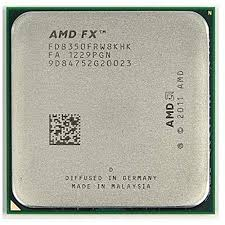 AMD FX™
FD8350FRW8KHK
FA 1229PGN
9D84752G20023
© 2011 AMD
AMD
DIFFUSED IN GERMANY
MADE IN MALAYSIA